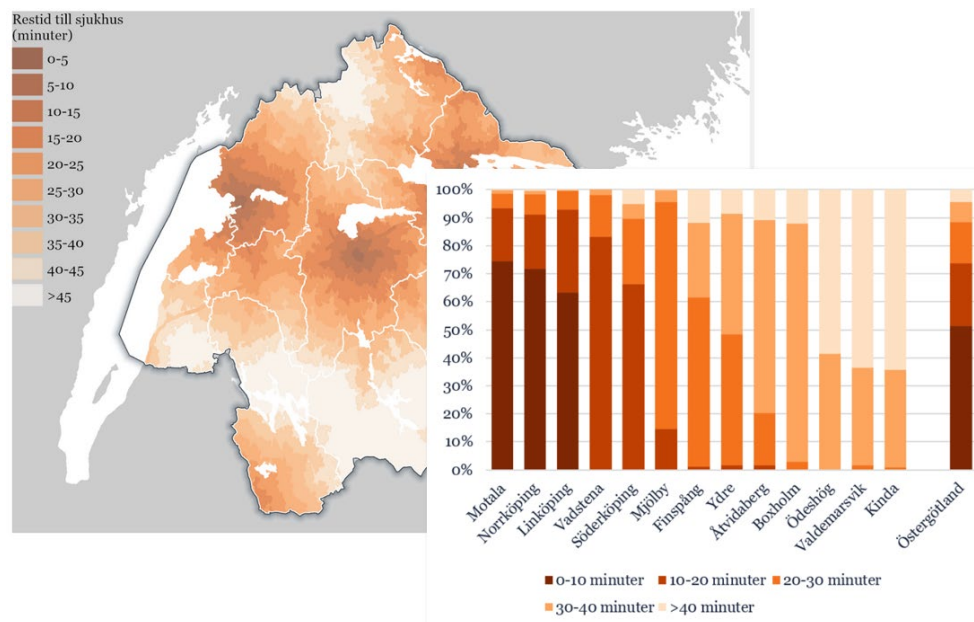 Restid till sjukhus
(minuter)
0-5
5-10
10-15
15-20
20-25
25-30
30-35
35-40
40-45
>45
100%
90%
80%
70%
60%
50%
40%
30%
20%
10%
0%
Motala
Norrköping
Linköping
Vadstena
Söderköping
Mjölby
Finspång
Ydre
Åtvidaberg
Boxholm
Ödeshög
Valdemarsvik
Kinda
Östergötland
0-10 minuter 10-20 minuter 20-30 minuter
30-40 minuter >40 minuter